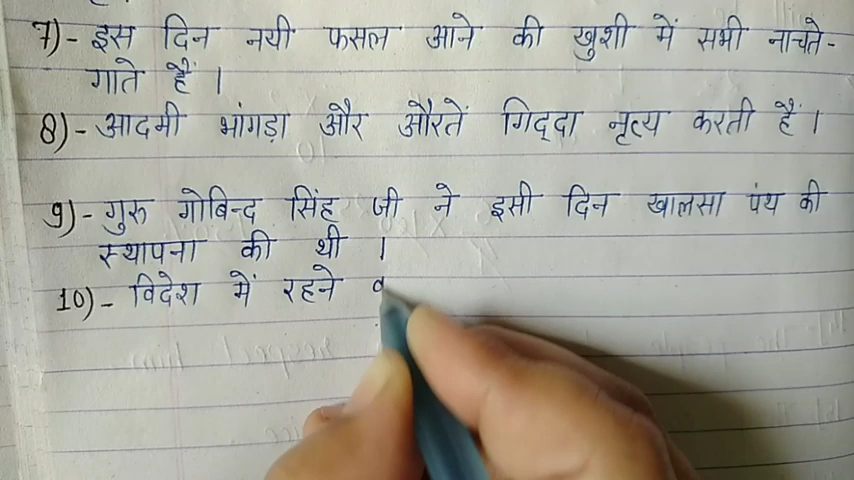 7)- इस दिन नयी फसल आने की खुशी में सभी नाचते-
गाते हैं ।
8)- आदमी भांगड़ा और औरतें गिद्दा नृत्य करती हैं ।
9)- गुरु गोबिन्द सिंह जी ने इसी दिन खालसा पंथ की
स्थापना की थी ।
10)- विदेश में रहने